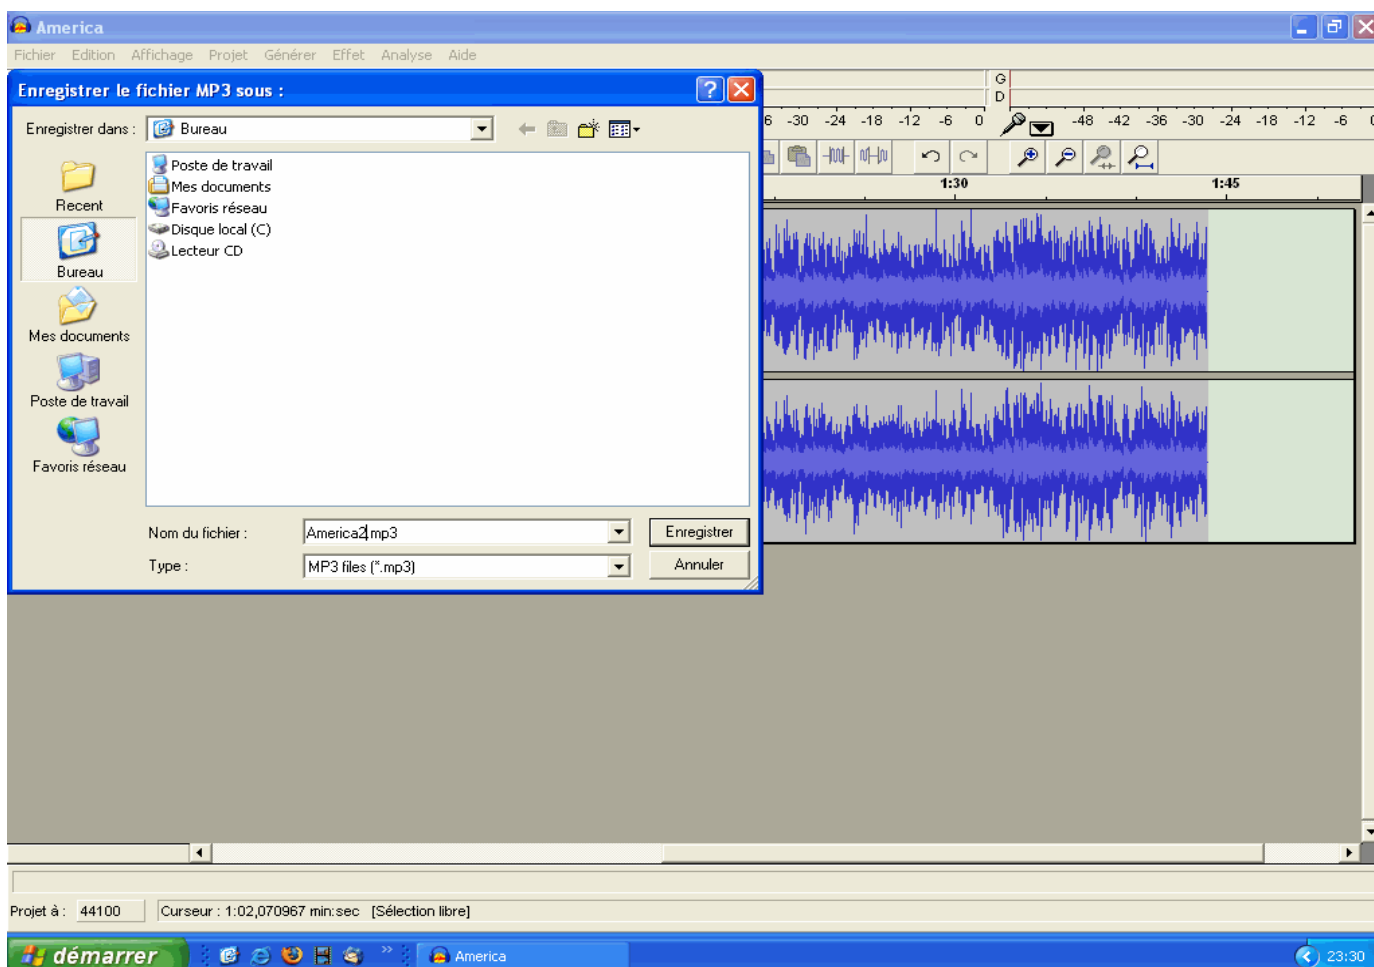 America
Fichier Edition Affichage Projet Générer Effet Analyse Aide
Enregistrer le fichier MP3 sous :
Enregistrer dans : Bureau
Recent
Bureau
Mes documents
Poste de travail
Favoris réseau
Poste de travail
Mes documents
Favoris réseau
Disque local (C)
Lecteur CD
Nom du fichier : America2.mp3 Enregistrer
Type : MP3 files (*.mp3) Annuler
G
D
6 -30 -24 -18 -12 -6 0 -48 -42 -36 -30 -24 -18 -12 -6 0
1:30 1:45
Projet à : 44100 Curseur : 1:02,070967 min:sec [Sélection libre]
démarrer America 23:30